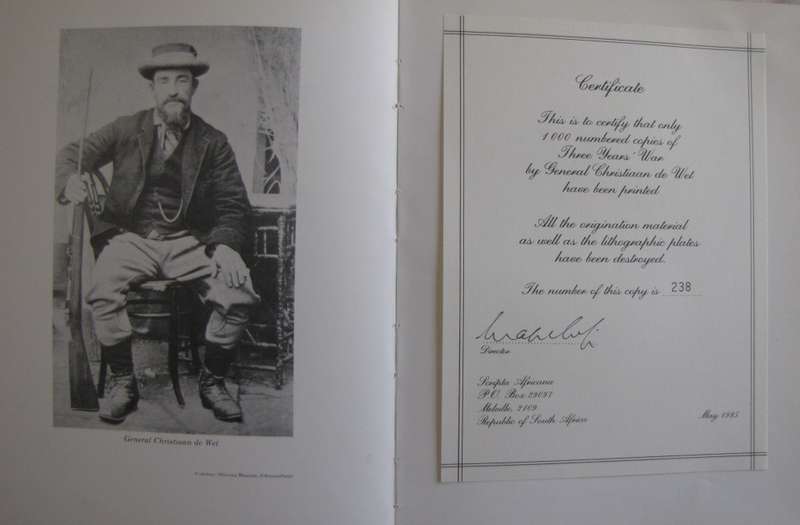 General Christiaan de Wet
Certificate
This is to certify that only
1 000 numbered copies of
Three Years' War
by General Christiaan de Wet
have been printed
All the origination material
as well as the lithographic plates
have been destroyed.
The number of this copy is 238
Director
Scripta Africana
P.O. Box 29097
Melville, 2109
Republic of South Africa
May 1985